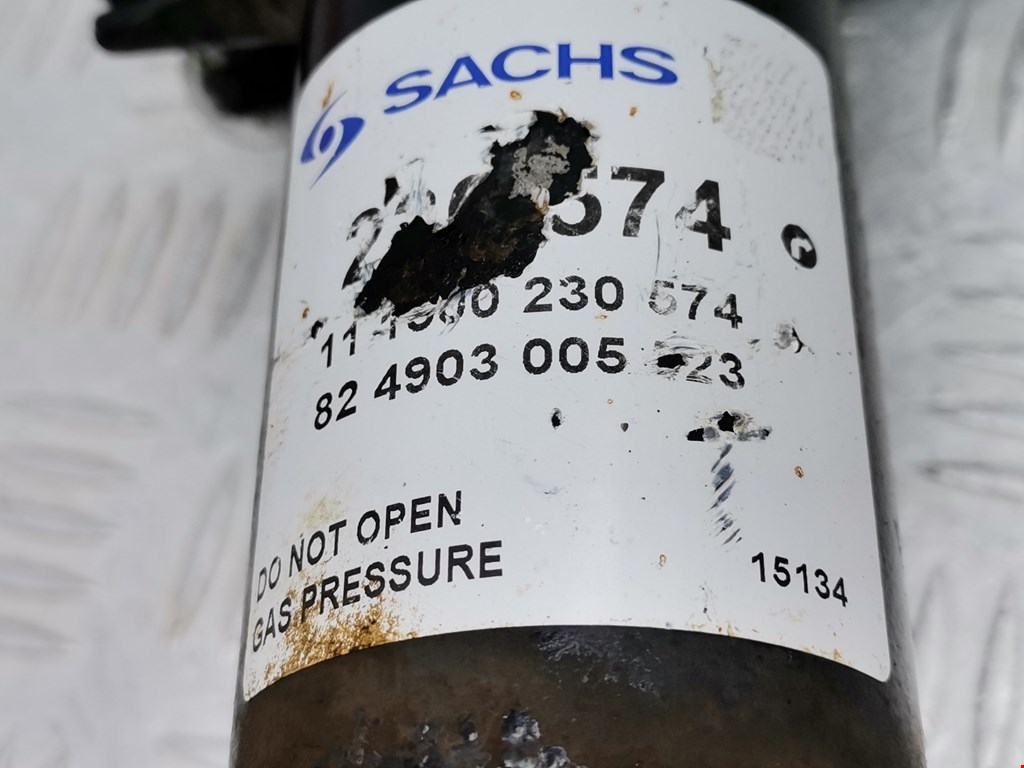 SACHS
574
230 574
82 4903 005
DO NOT OPEN
GAS PRESSURE
15134